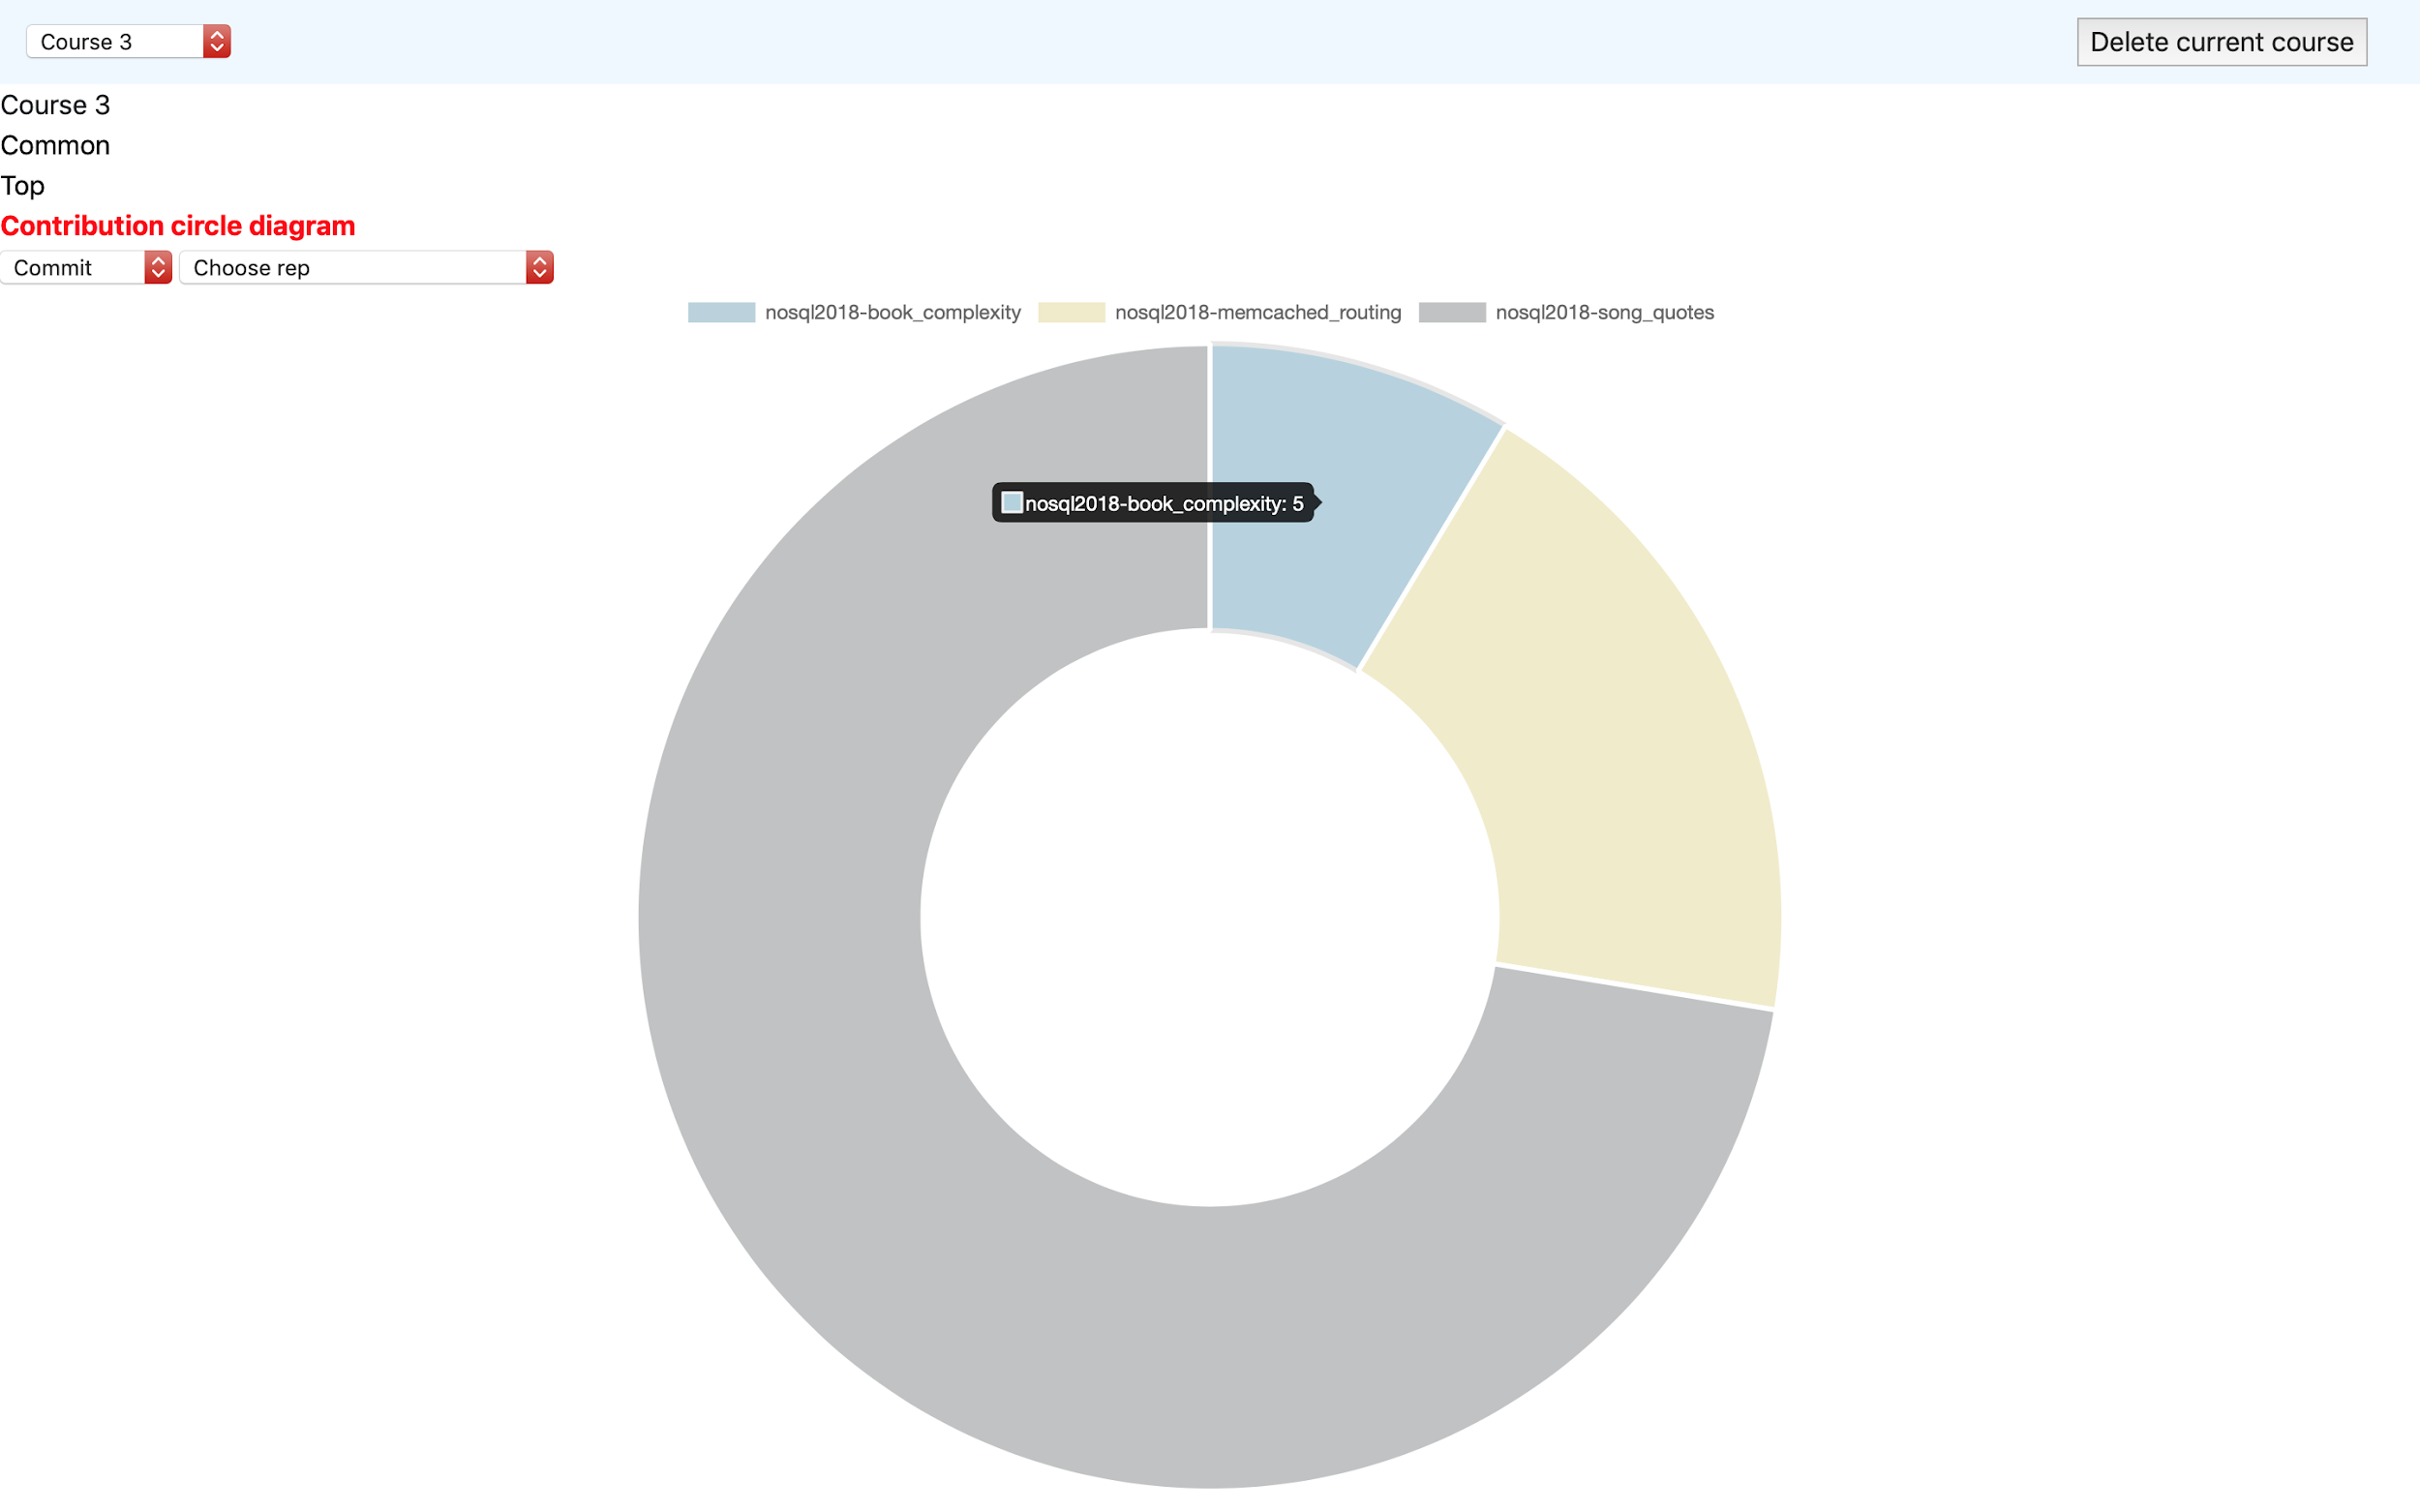 Course 3 Delete current course
Course 3
Common
Top
Contribution circle diagram
Commit Choose rep
nosql2018-book_complexity nosql2018-memcached_routing nosql2018-song_quotes
nosql2018-book_complexity: 5